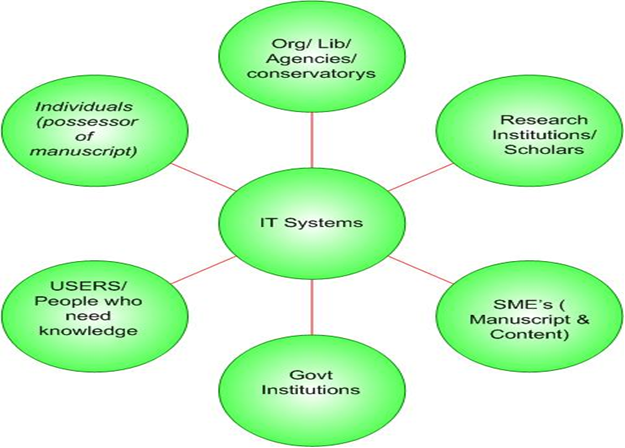 Org/ Lib/
Agencies/
conservatorys
Individuals
(possessor
of
manuscript)
Research
Institutions/
Scholars
IT Systems
USERS/
People who
need
knowledge
SME's (
Manuscript &
Content)
Govt
Institutions